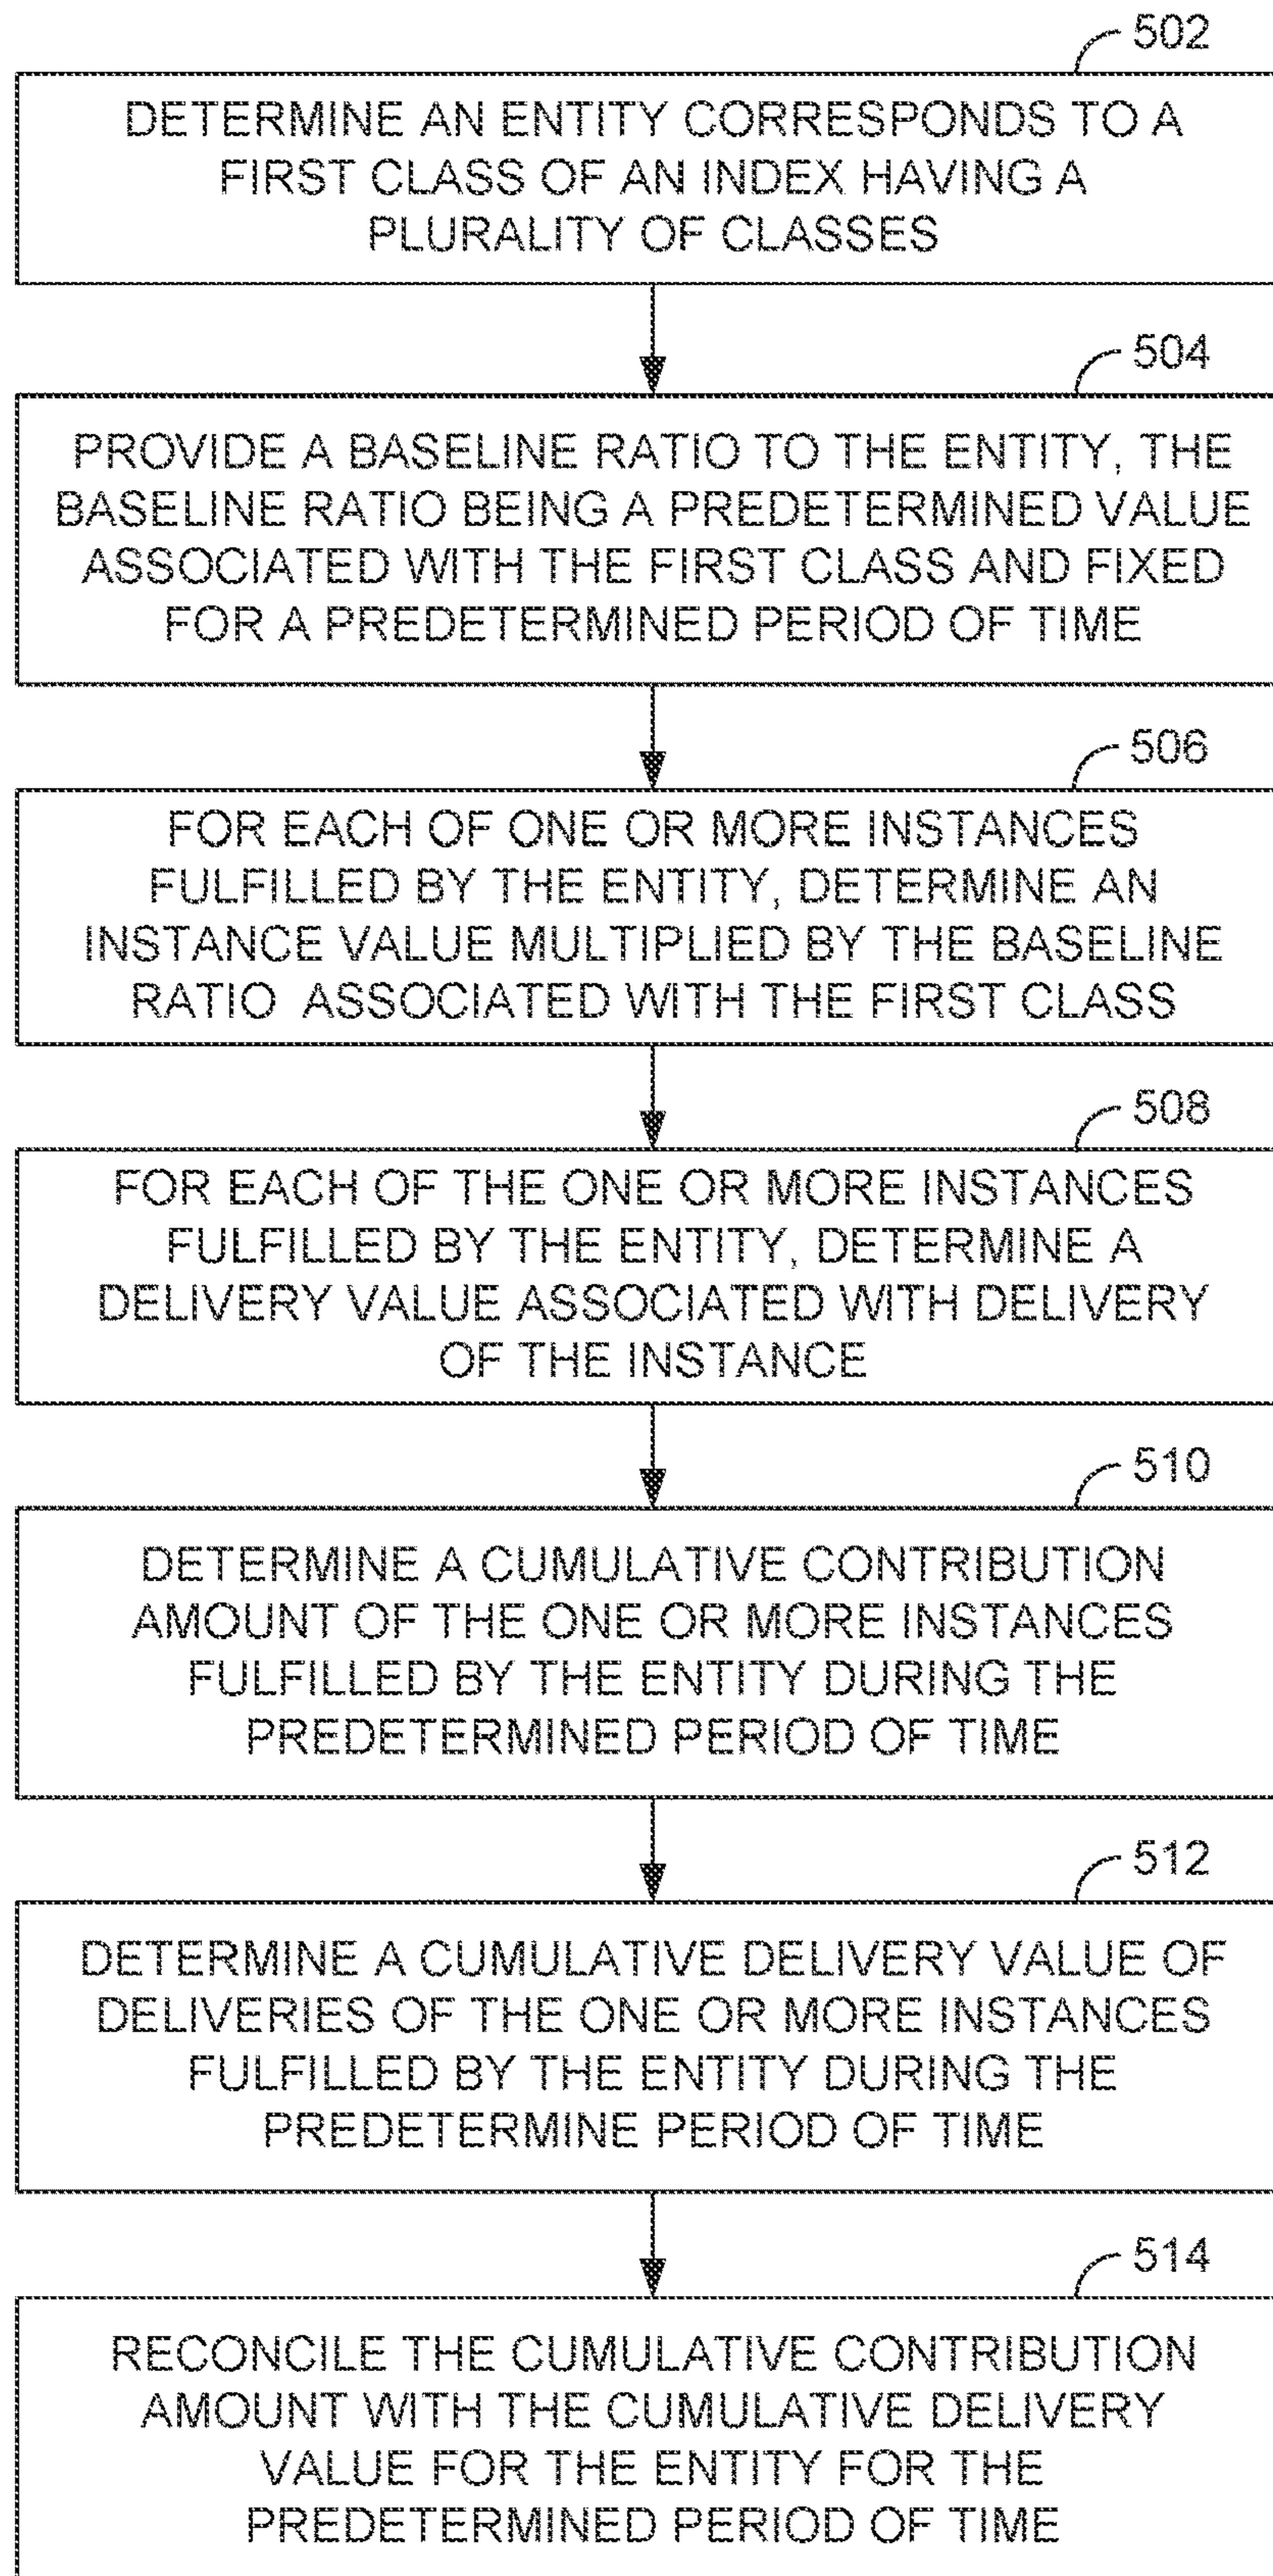 502
DETERMINE AN ENTITY CORRESPONDS TO A
FIRST CLASS OF AN INDEX HAVING A
PLURALITY OF CLASSES
504
PROVIDE A BASELINE RATIO TO THE ENTITY, THE
BASELINE RATIO BEING A PREDETERMINED VALUE
ASSOCIATED WITH THE FIRST CLASS AND FIXED
FOR A PREDETERMINED PERIOD OF TIME
506
FOR EACH OF ONE OR MORE INSTANCES
FULFILLED BY THE ENTITY, DETERMINE AN
INSTANCE VALUE MULTIPLIED BY THE BASELINE
RATIO ASSOCIATED WITH THE FIRST CLASS
508
FOR EACH OF THE ONE OR MORE INSTANCES
FULFILLED BY THE ENTITY, DETERMINE A
DELIVERY VALUE ASSOCIATED WITH DELIVERY
OF THE INSTANCE
510
DETERMINE A CUMULATIVE CONTRIBUTION
AMOUNT OF THE ONE OR MORE INSTANCES
FULFILLED BY THE ENTITY DURING THE
PREDETERMINED PERIOD OF TIME
512
DETERMINE A CUMULATIVE DELIVERY VALUE OF
DELIVERIES OF THE ONE OR MORE INSTANCES
FULFILLED BY THE ENTITY DURING THE
PREDETERMINE PERIOD OF TIME
514
RECONCILE THE CUMULATIVE CONTRIBUTION
AMOUNT WITH THE CUMULATIVE DELIVERY
VALUE FOR THE ENTITY FOR THE
PREDETERMINED PERIOD OF TIME